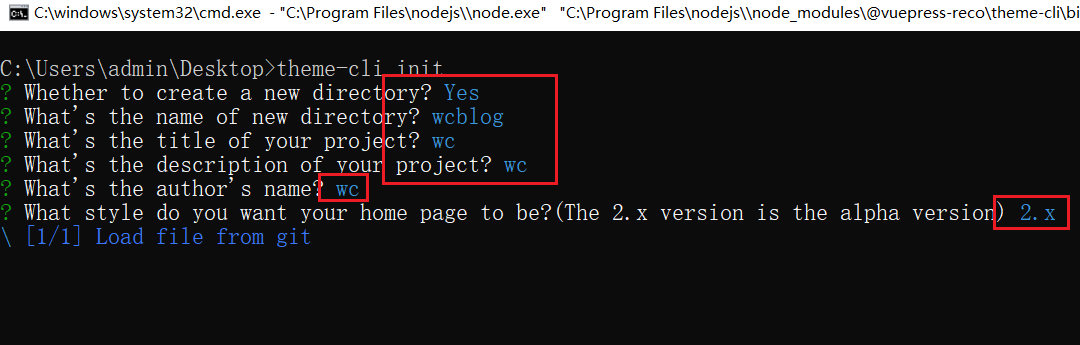 C:\windows\system32\cmd.exe - "C:\Program Files\nodejs\\node.exe" "C:\Program Files\nodejs\\node_modules\@vuepress-reco\theme-cli\bi
C:\Users\admin\Desktop>theme-cli init
? Whether to create a new directory? Yes
? What's the name of new directory? wcblog
? What's the title of your project? wc
? What's the description of your project? wc
? What's the author's name? wc
? What style do you want your home page to be?(The 2.x version is the alpha version) 2.x
\ [1/1] Load file from git